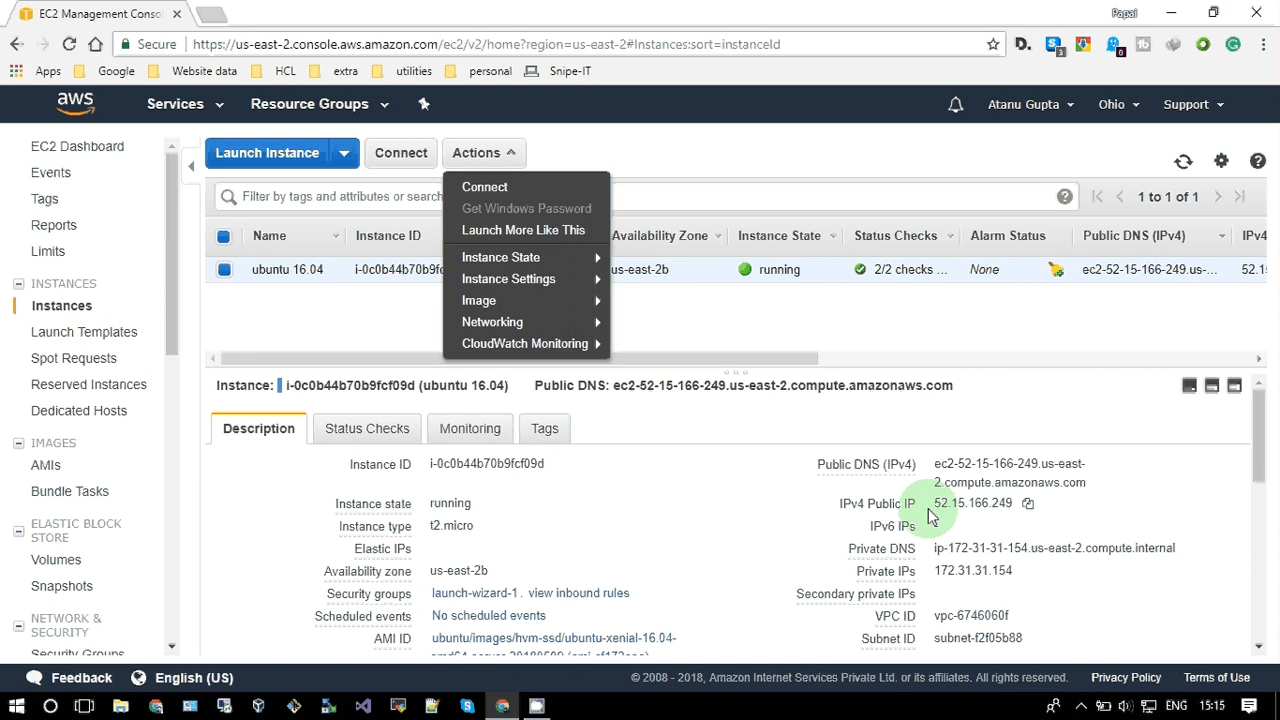 EC2 Management Conso
Papai
Secure
https://us-east-2.console.aws.amazon.com/ec2/v2/home?region=us-east-2#Instances:sort=instanceId
Apps Google Website data HCL extra utilities personal Snipe-IT
aws Services Resource Groups Atanu Gupta Ohio Support
Launch Instance Connect Actions
EC2 Dashboard
Events
Tags
Reports
Limits
INSTANCES
Instances
Launch Templates
Spot Requests
Reserved Instances
Dedicated Hosts
IMAGES
AMIs
Bundle Tasks
ELASTIC BLOCK
STORE
Volumes
Snapshots
NETWORK &
SECURITY
Security Groups
Filter by tags and attributes or search
1 to 1 of 1
Connect
Get Windows Password
Launch More Like This
Instance State
Instance Settings
Image
Networking
CloudWatch Monitoring
Name Instance ID Availability Zone Instance State Status Checks Alarm Status Public DNS (IPv4) IPv4
ubuntu 16.04 i-0c0b44b70b9fc us-east-2b running 2/2 checks ... None ec2-52-15-166-249.us-... 52.1
Instance: i-0c0b44b70b9fcf09d (ubuntu 16.04) Public DNS: ec2-52-15-166-249.us-east-2.compute.amazonaws.com
Description Status Checks Monitoring Tags
Instance ID i-0c0b44b70b9fcf09d
Instance state running
Instance type t2.micro
Elastic IPs
Availability zone us-east-2b
Security groups launch-wizard-1. view inbound rules
Scheduled events No scheduled events
AMI ID ubuntu/images/hvm-ssd/ubuntu-xenial-16.04-
Public DNS (IPv4) ec2-52-15-166-249.us-east-
2.compute.amazonaws.com
IPv4 Public IP 52.15.166.249
IPv6 IPs
Private DNS ip-172-31-31-154.us-east-2.compute.internal
Private IPs 172.31.31.154
Secondary private IPs
VPC ID vpc-6746060f
Subnet ID subnet-f2f05b88
Feedback English (US) © 2008 - 2018, Amazon Internet Services Private Ltd. or its affiliates. All rights reserved. Privacy Policy Terms of Use
ENG 15:15